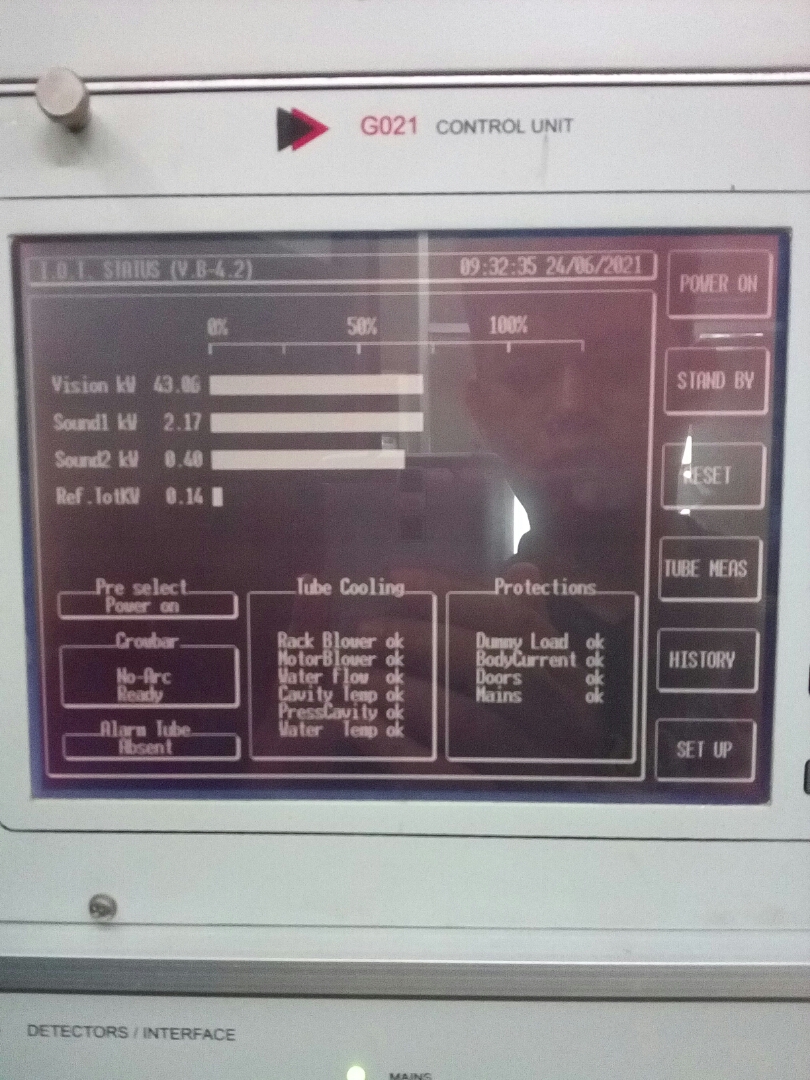 G021 CONTROL UNIT
I.O.T. STATUS (V.B-4.2) 09:32:35 24/06/2021
0% 50% 100%
Vision kW 43.06
Sound1 kW 2.17
Sound2 kW 0.40
Ref.TotKW 0.14
POWER ON
STAND BY
RESET
TUBE MEAS
HISTORY
SET UP
Pre select
Power on
Crowbar
No-Arc
Ready
Alarm Tube
Absent
Tube Cooling
Rack Blower ok
MotorBlower ok
Water flow ok
Cavity Temp ok
PressCavity ok
Water Temp ok
Protections
Dummy Load ok
BodyCurrent ok
Doors ok
Mains ok
DETECTORS / INTERFACE
MAINS